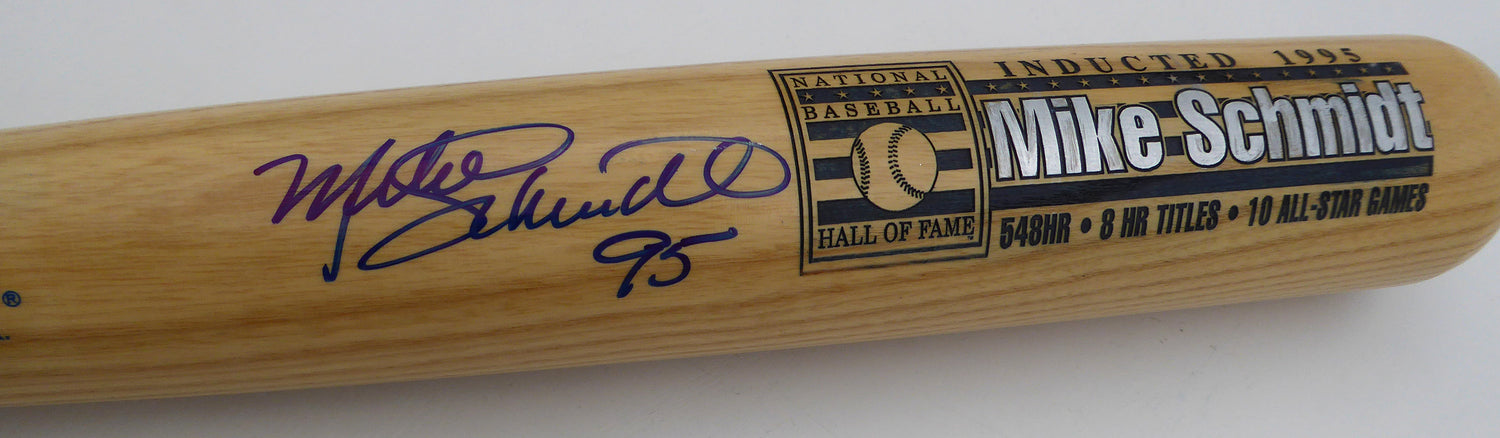 ®
Mike Schmidt
95
NATIONAL
BASEBALL
HALL OF FAME™
INDUCTED 1995
Mike Schmidt
548HR • 8 HR TITLES • 10 ALL-STAR GAMES